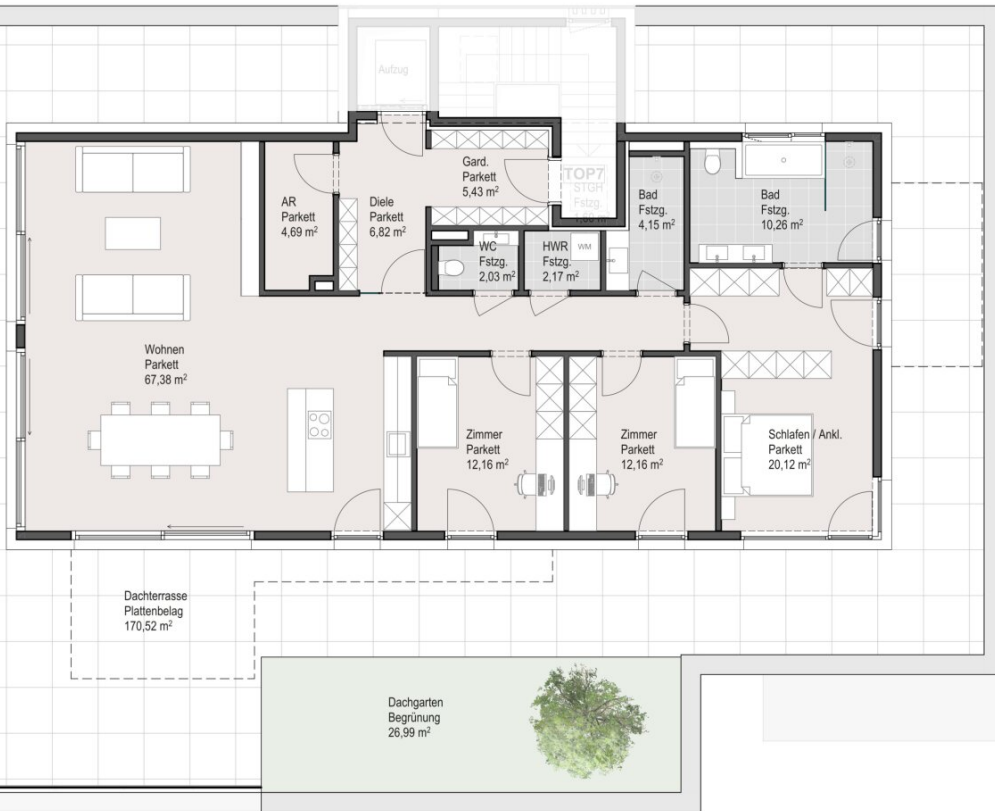 Aufzug
Gard.
Parkett
5,43 m²
TOP7
STGH
Fstzg.
AR
Parkett
4,69 m²
Diele
Parkett
6,82 m²
Bad
Fstzg.
4,15 m²
Bad
Fstzg.
10,26 m²
WC
Fstzg.
2,03 m²
HWR
Fstzg.
2,17 m²
WM
Wohnen
Parkett
67,38 m²
Zimmer
Parkett
12,16 m²
Zimmer
Parkett
12,16 m²
Schlafen / Ankl.
Parkett
20,12 m²
Dachterrasse
Plattenbelag
170,52 m²
Dachgarten
Begrünung
26,99 m²